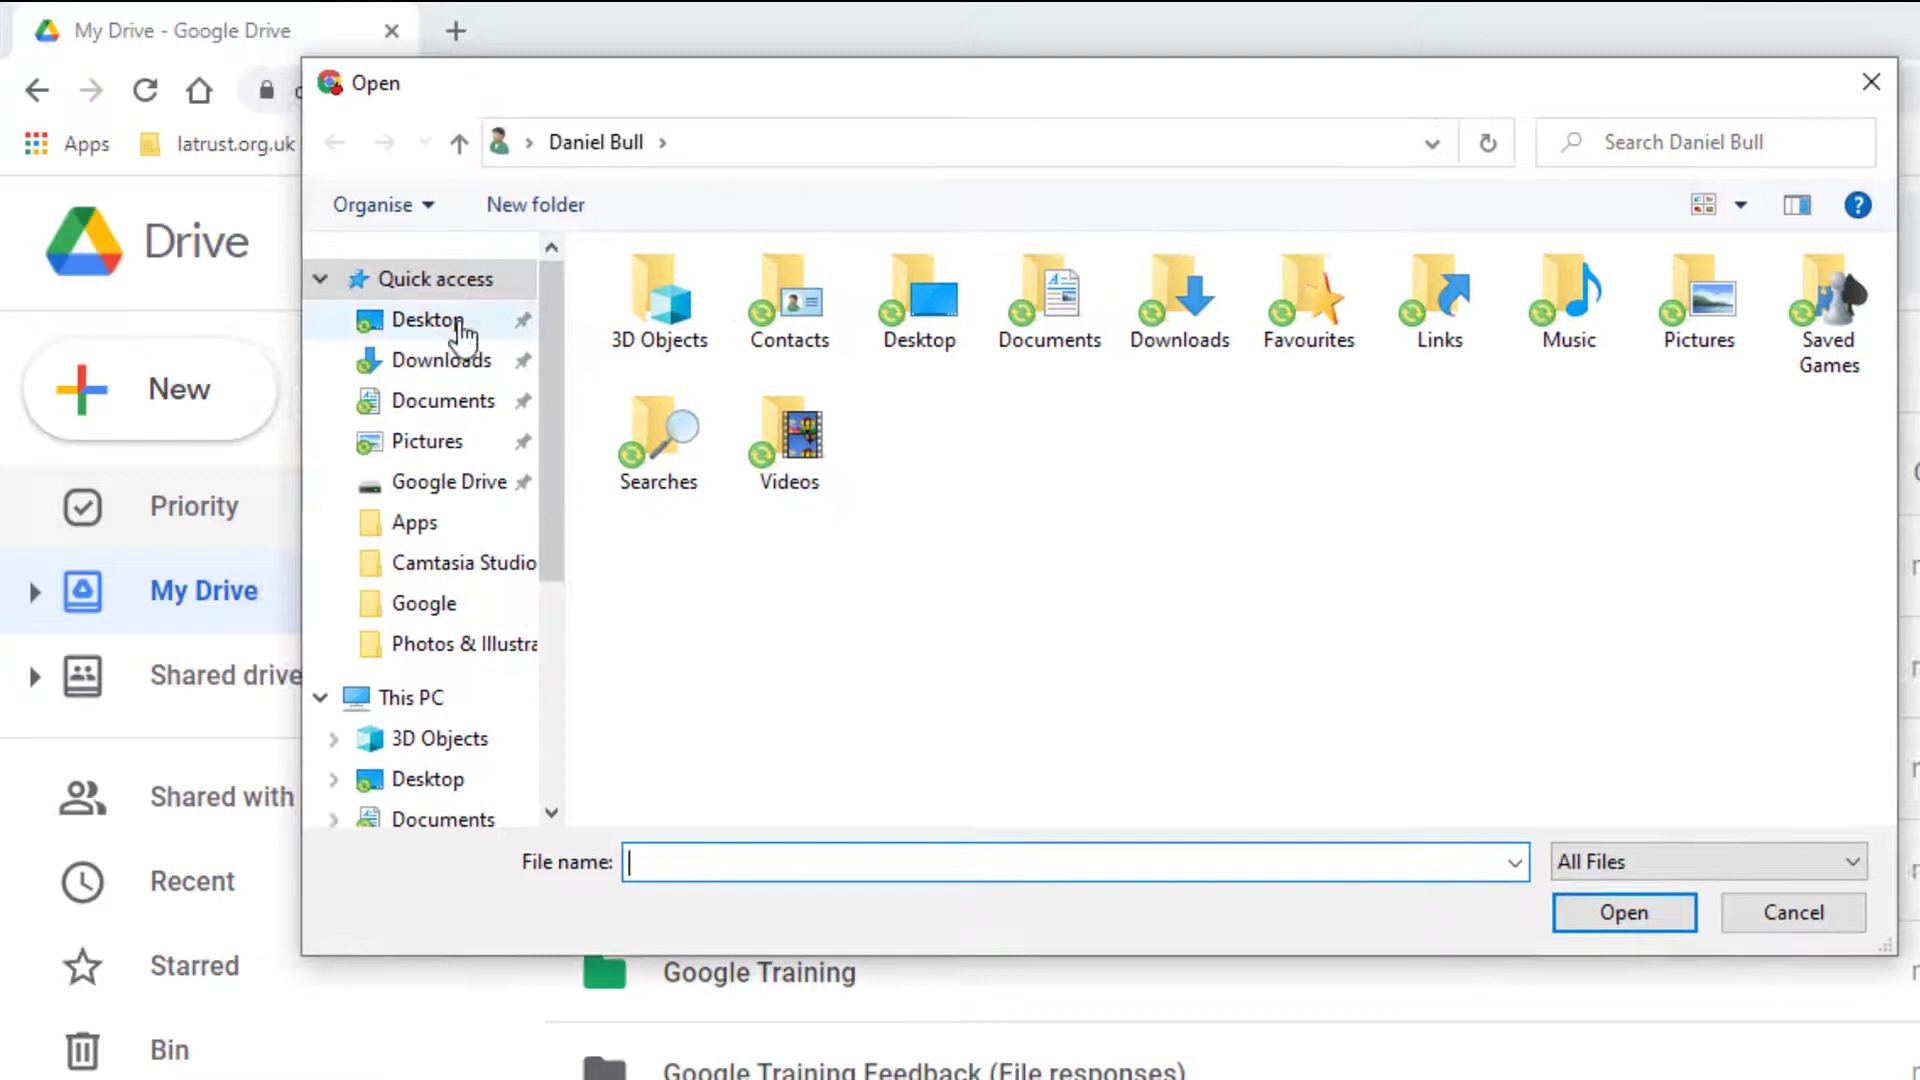 My Drive - Google Drive
Apps
latrust.org.uk
Open
Daniel Bull
Search Daniel Bull
Organise
New folder
Drive
New
Priority
My Drive
Shared drive
Shared with
Recent
Starred
Bin
Quick access
Desktop
Downloads
Documents
Pictures
Google Drive
Apps
Camtasia Studio
Google
Photos & Illustra
This PC
3D Objects
Desktop
Documents
3D Objects
Contacts
Desktop
Documents
Downloads
Favourites
Links
Music
Pictures
Saved
Games
Searches
Videos
File name:
All Files
Open
Cancel
Google Training
Google Training Feedback (File responses)